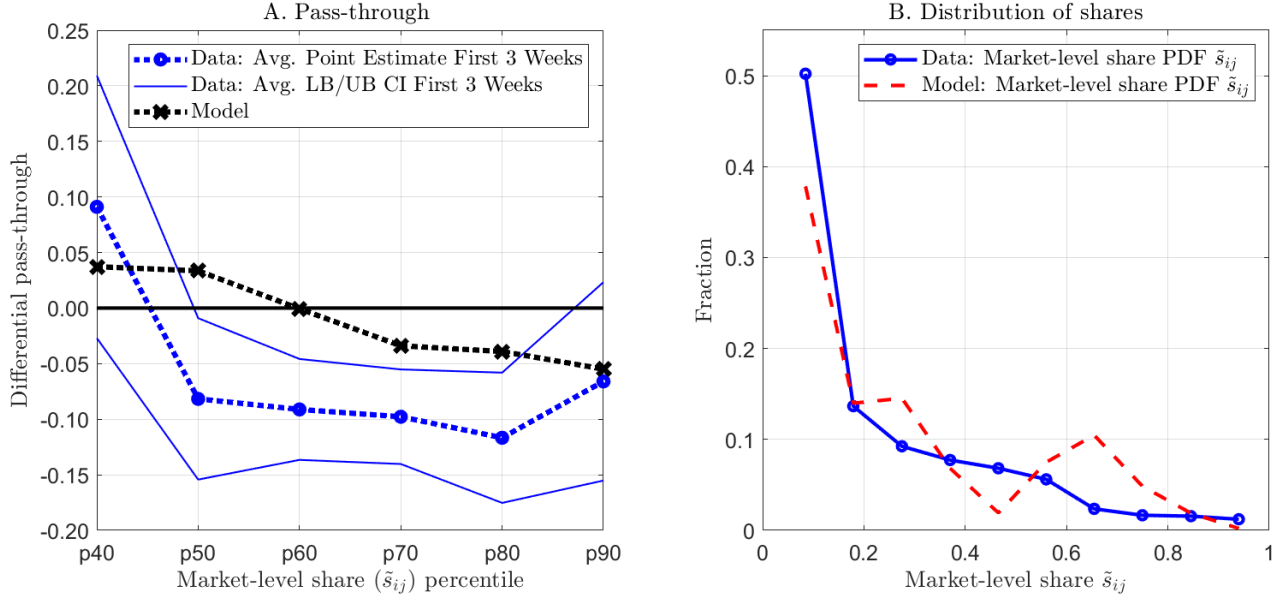 A. Pass-through
0.25
0.20
0.15
0.10
0.05
0.00
-0.05
-0.10
-0.15
-0.20
Differential pass-through
Data: Avg. Point Estimate First 3 Weeks
Data: Avg. LB/UB CI First 3 Weeks
Model
p40 p50 p60 p70 p80 p90
Market-level share (s̃ij) percentile
B. Distribution of shares
0.5
0.4
0.3
0.2
0.1
0
Fraction
Data: Market-level share PDF s̃ij
Model: Market-level share PDF s̃ij
0 0.2 0.4 0.6 0.8 1
Market-level share s̃ij